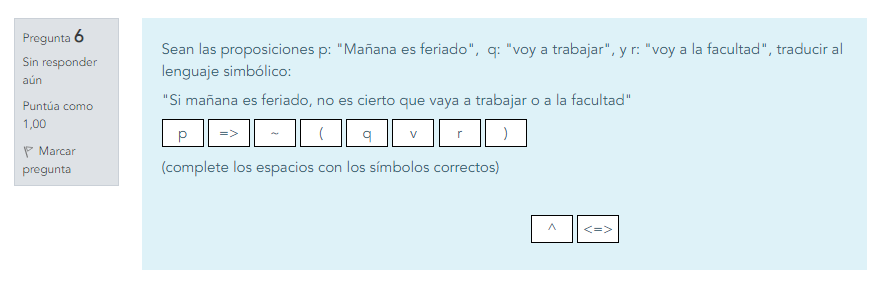 Pregunta 6
Sin responder
aún
Puntúa como
1,00
Marcar
pregunta
Sean las proposiciones p: "Mañana es feriado", q: "voy a trabajar", y r: "voy a la facultad", traducir al
lenguaje simbólico:
"Si mañana es feriado, no es cierto que vaya a trabajar o a la facultad"
p => ~ ( q v r )
(complete los espacios con los símbolos correctos)
^ <=>